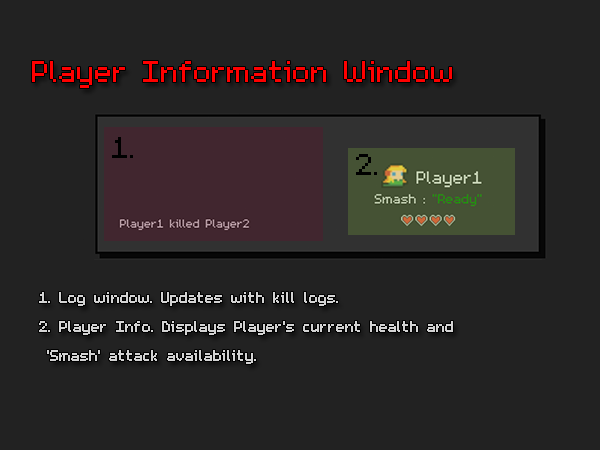 Player Information Window
1.
2.
Player1
Smash : "Ready"
Player1 killed Player2
1. Log window. Updates with kill logs.
2. Player Info. Displays Player's current health and
'Smash' attack availability.